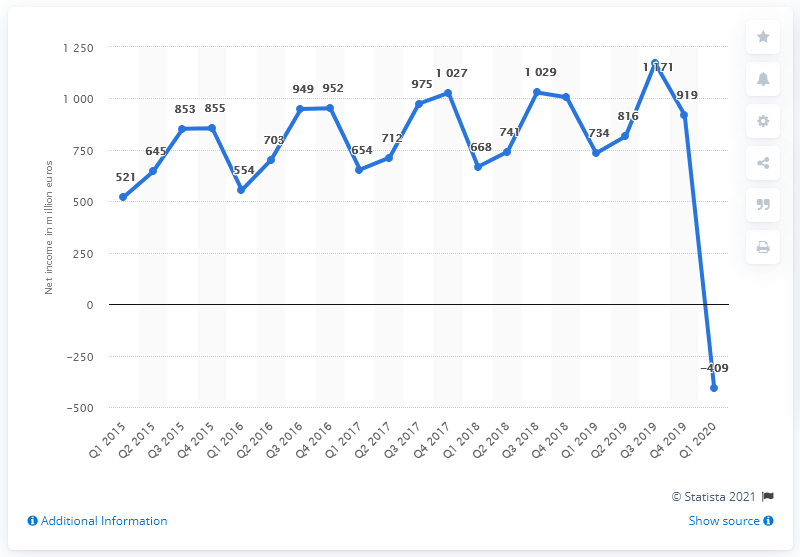 1 250
1 000
750
500
250
0
−250
−500
Net income in million euros
521
645
853
855
554
703
949
952
654
712
975
1 027
668
741
1 029
734
816
1 171
919
−409
Q1 2015
Q2 2015
Q3 2015
Q4 2015
Q1 2016
Q2 2016
Q3 2016
Q4 2016
Q1 2017
Q2 2017
Q3 2017
Q4 2017
Q1 2018
Q2 2018
Q3 2018
Q4 2018
Q1 2019
Q2 2019
Q3 2019
Q4 2019
Q1 2020
© Statista 2021
Additional Information
Show source